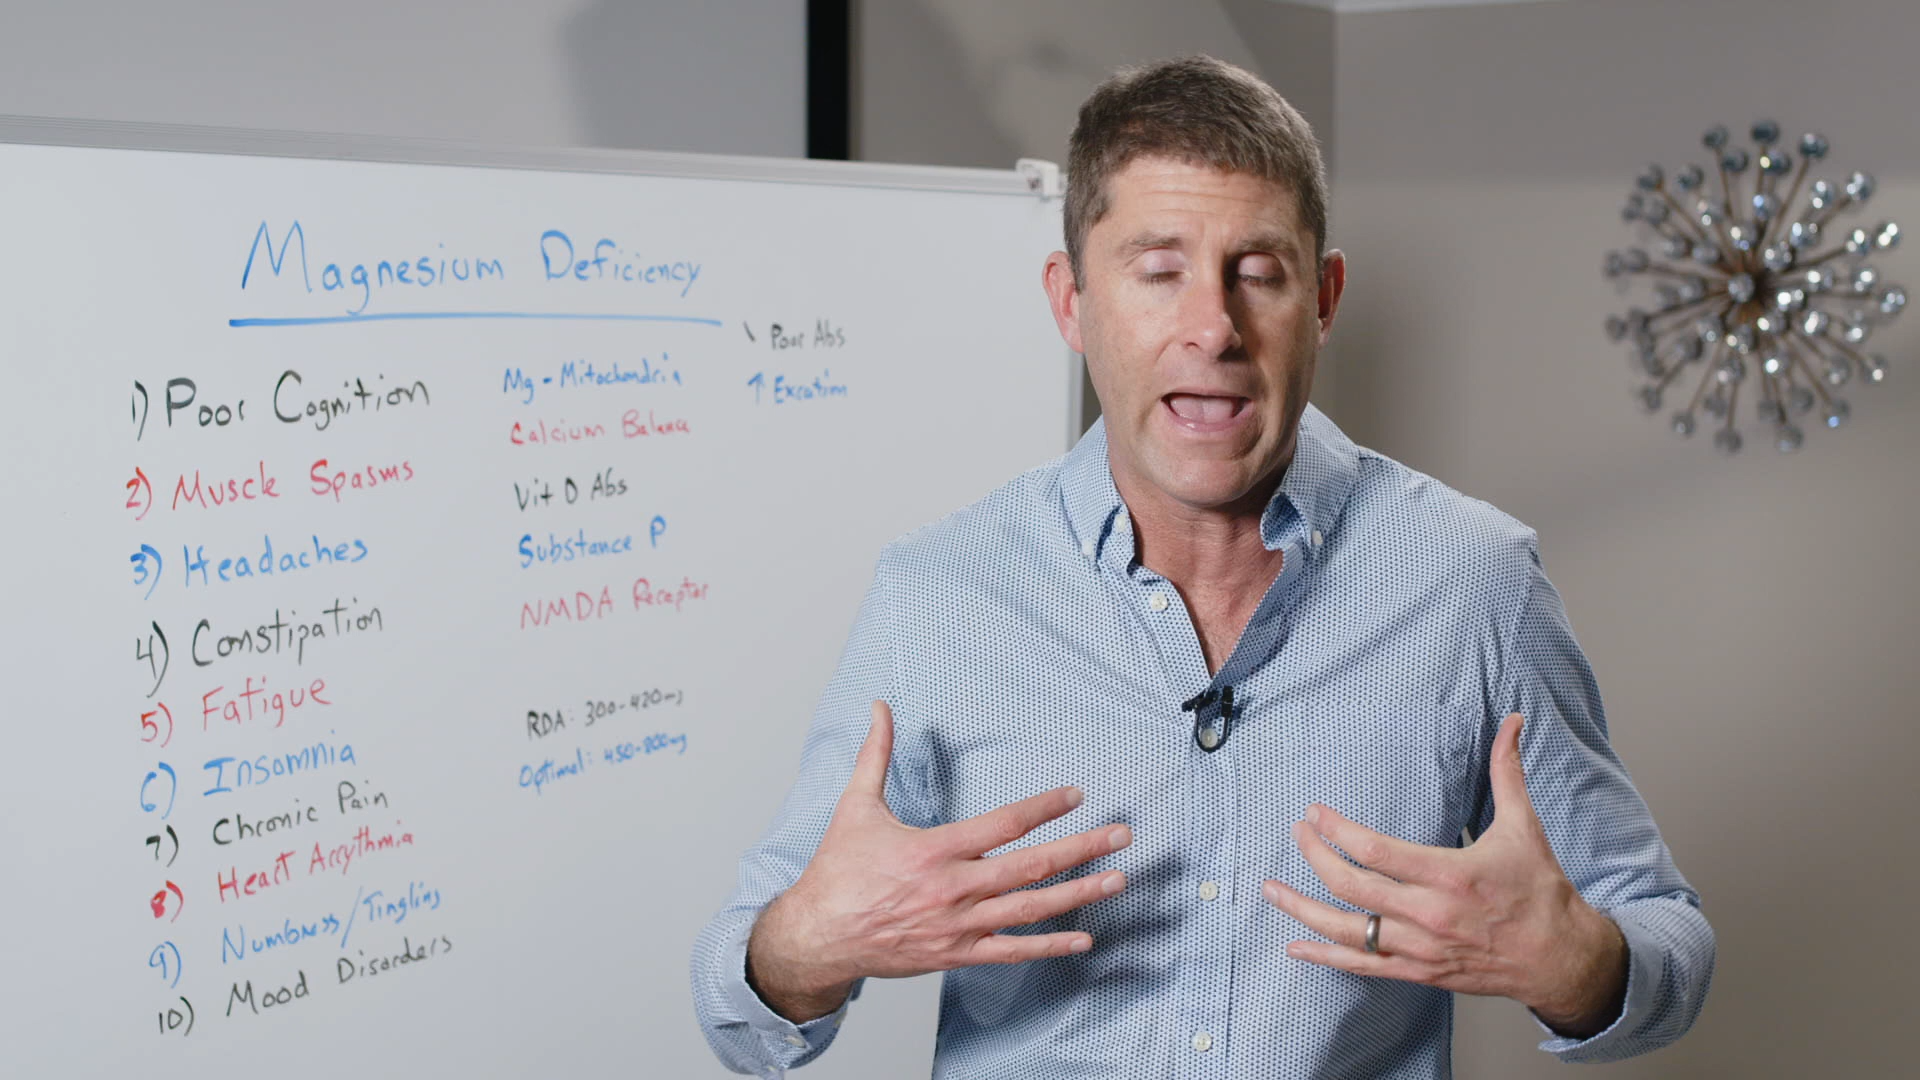 Magnesium Deficiency
1) Poor Cognition
2) Muscle Spasms
3) Headaches
4) Constipation
5) Fatigue
6) Insomnia
7) Chronic Pain
8) Heart Arrythmia
9) Numbness/Tingling
10) Mood Disorders
Mg - Mitochondria
Calcium Balance
Vit D Abs
Substance P
NMDA Receptor
RDA: 300-420mg
Optimal: 450-800mg
\ Poor Abs
↑ Excration